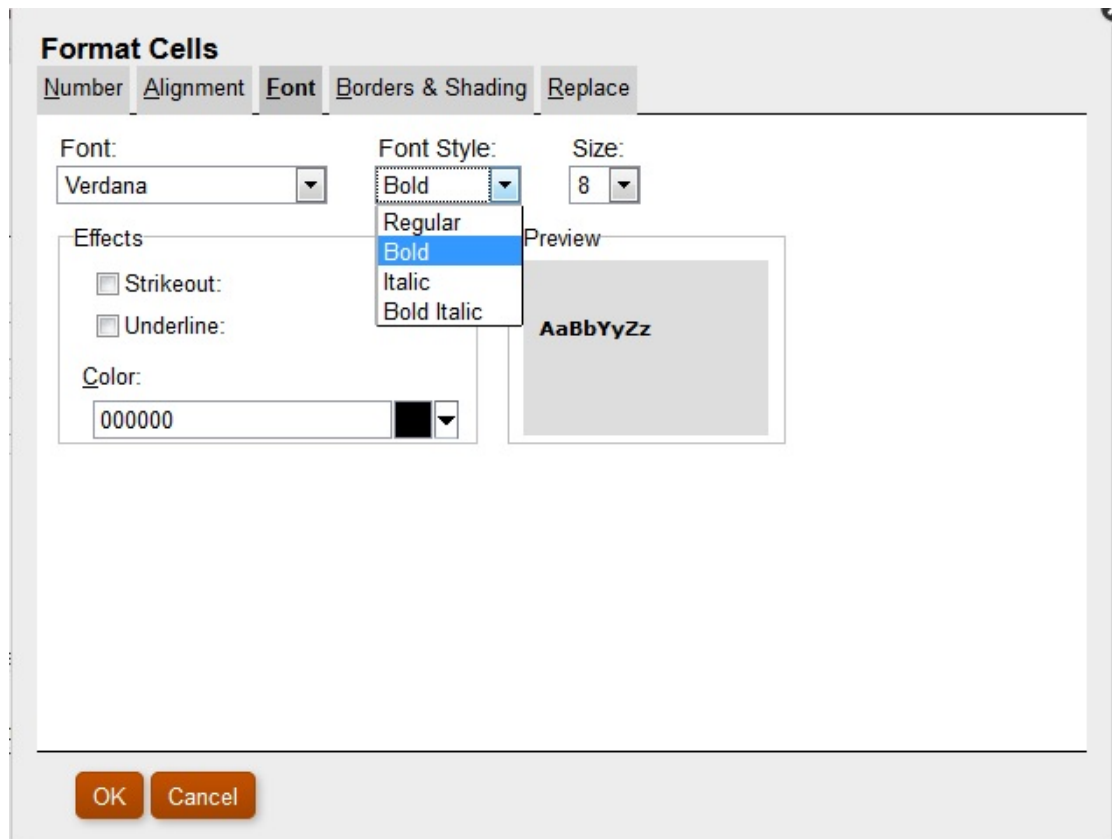 Format Cells
Number Alignment Font Borders & Shading Replace
Font: Font Style: Size:
Verdana Bold 8
Regular
Bold
Italic
Bold Italic
Effects
Strikeout:
Underline:
Color:
000000
Preview
AaBbYyZz
OK Cancel